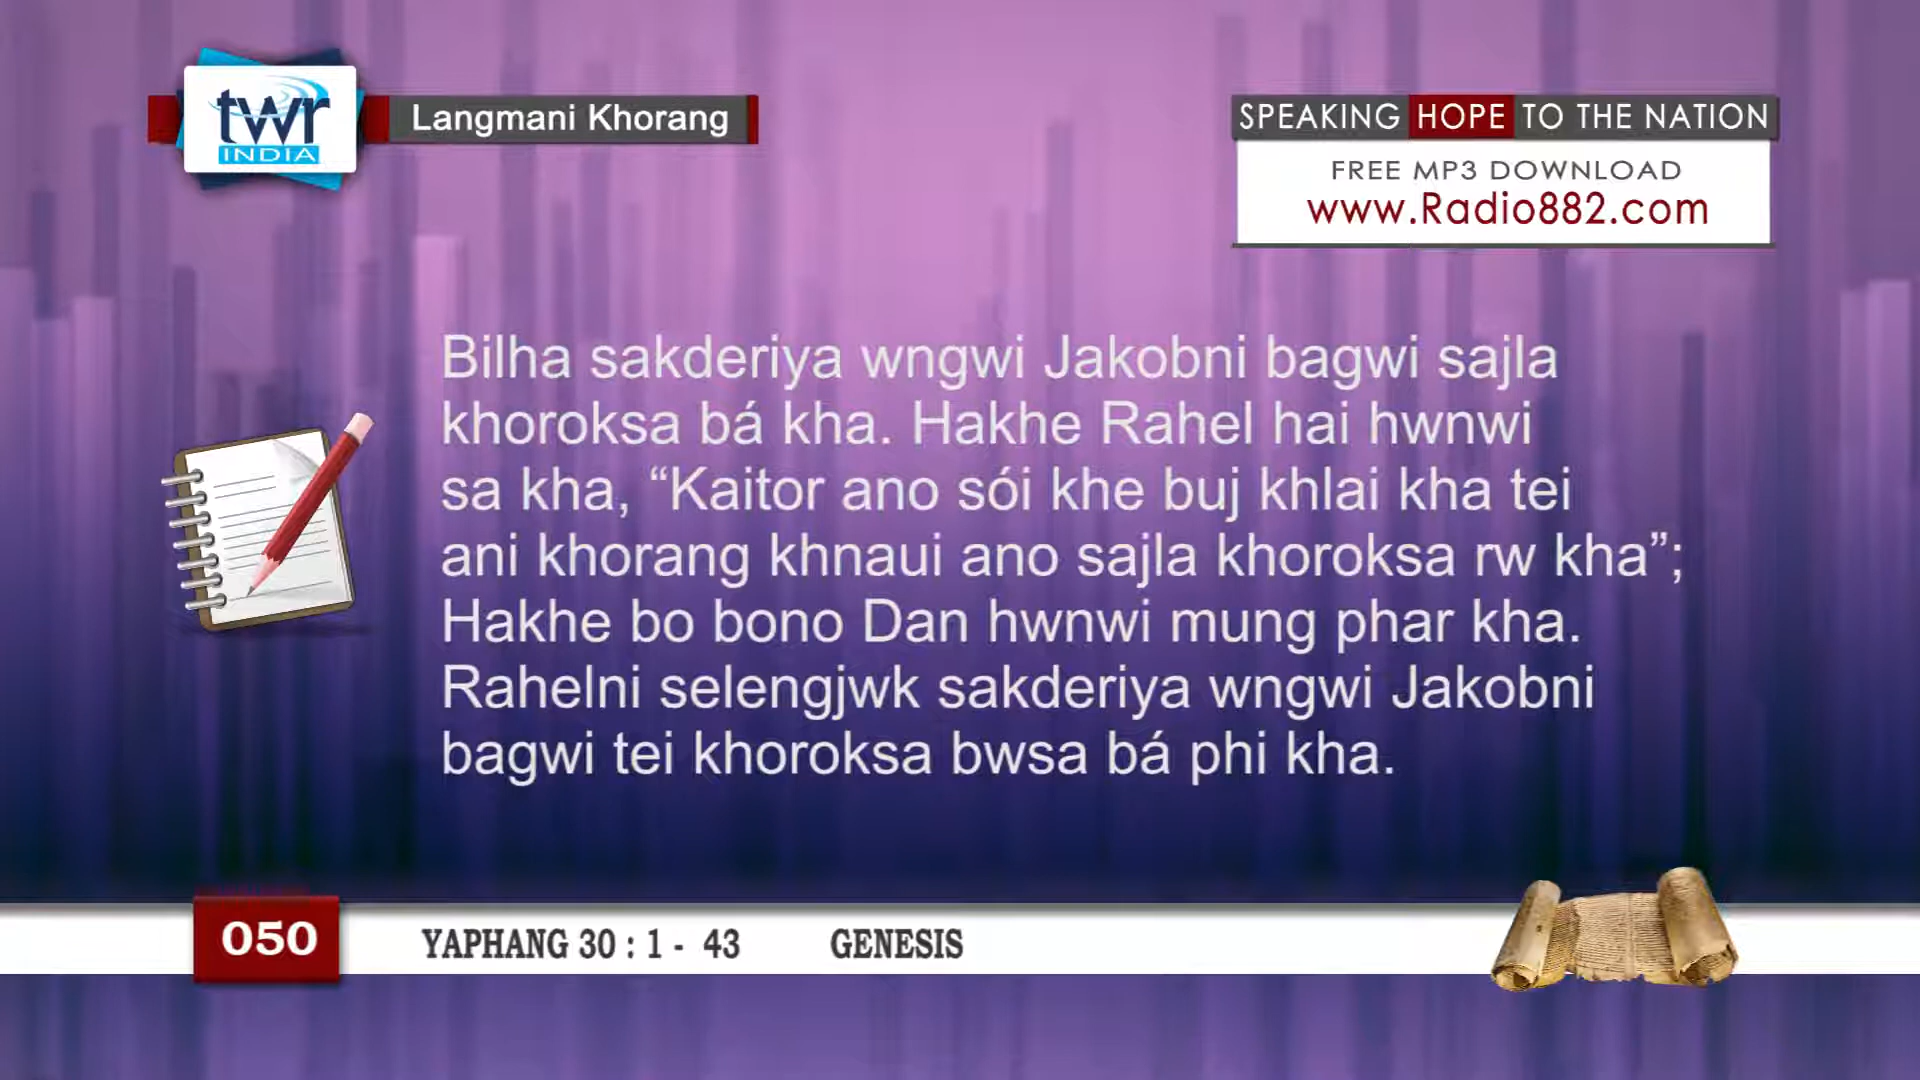 twr
INDIA
Langmani Khorang
SPEAKING HOPE TO THE NATION
FREE MP3 DOWNLOAD
www.Radio882.com
Bilha sakderiya wngwi Jakobni bagwi sajla
khoroksa bá kha. Hakhe Rahel hai hwnwi
sa kha, “Kaitor ano sói khe buj khlai kha tei
ani khorang khnaui ano sajla khoroksa rw kha”;
Hakhe bo bono Dan hwnwi mung phar kha.
Rahelni selengjwk sakderiya wngwi Jakobni
bagwi tei khoroksa bwsa bá phi kha.
050
YAPHANG 30 : 1 - 43
GENESIS